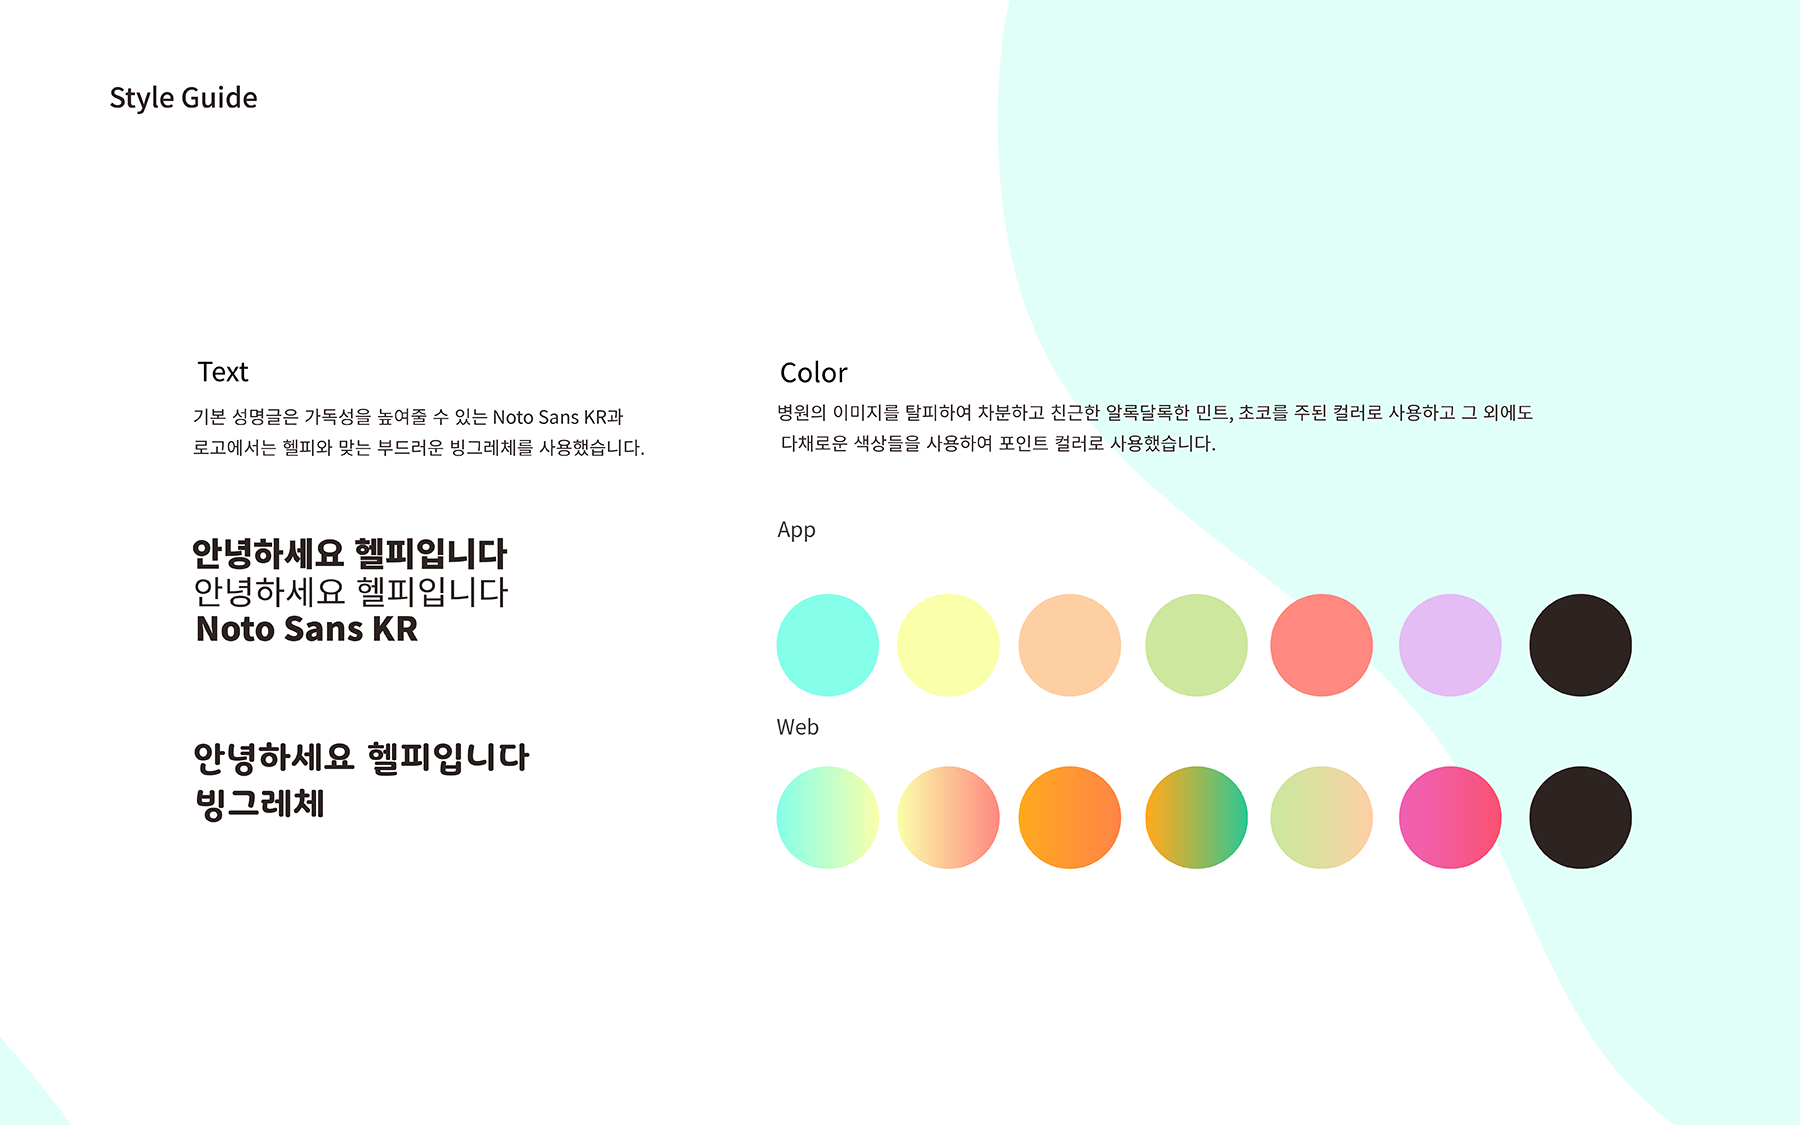 Style Guide
Text
기본 성명글은 가독성을 높여줄 수 있는 Noto Sans KR과
로고에서는 헬피와 맞는 부드러운 빙그레체를 사용했습니다.
안녕하세요 헬피입니다
안녕하세요 헬피입니다
Noto Sans KR
안녕하세요 헬피입니다
빙그레체
Color
병원의 이미지를 탈피하여 차분하고 친근한 알록달록한 민트, 초코를 주된 컬러로 사용하고 그 외에도
다채로운 색상들을 사용하여 포인트 컬러로 사용했습니다.
App
Web